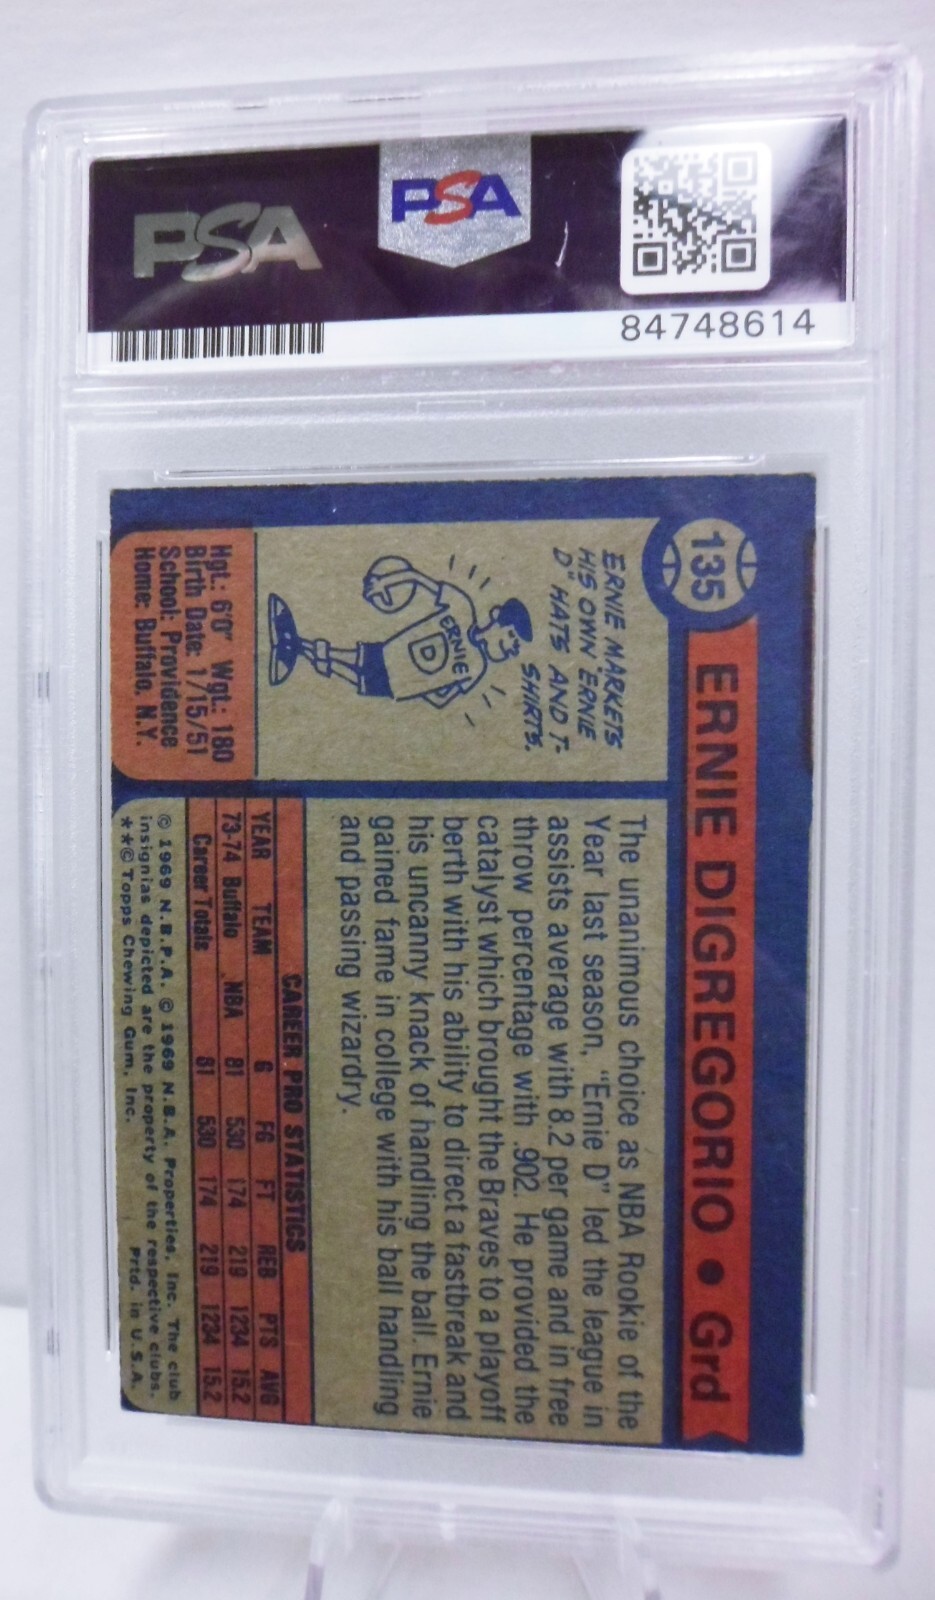 PSA
PSA
84748614
135
ERNIE DIGREGORIO • Grd
ERNIE MARKETS
HIS OWN "ERNIE
D" HATS AND T-
SHIRTS.
ERNIE
D
Hgt.: 6'0" Wgt.: 180
Birth Date: 1/15/51
School: Providence
Home: Buffalo, N.Y.
The unanimous choice as NBA Rookie of the
Year last season, "Ernie D" led the league in
assists average with 8.2 per game and in free
throw percentage with .902. He provided the
catalyst which brought the Braves to a playoff
berth with his ability to direct a fastbreak and
his uncanny knack of handling the ball. Ernie
gained fame in college with his ball handling
and passing wizardry.
CAREER PRO STATISTICS
YEAR TEAM G FG FT REB PTS AVG
73-74 Buffalo NBA 81 530 174 219 1234 15.2
Career Totals 81 530 174 219 1234 15.2
© 1969 N.B.P.A. © 1969 N.B.A. Properties, Inc. The club
insignias depicted are the property of the respective clubs.
**© Topps Chewing Gum, Inc. Prtd. in U.S.A.